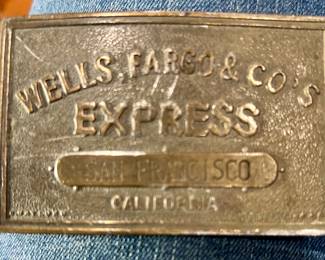 WELLS, FARGO & CO'S
EXPRESS
SAN FRANCISCO
CALIFORNIA